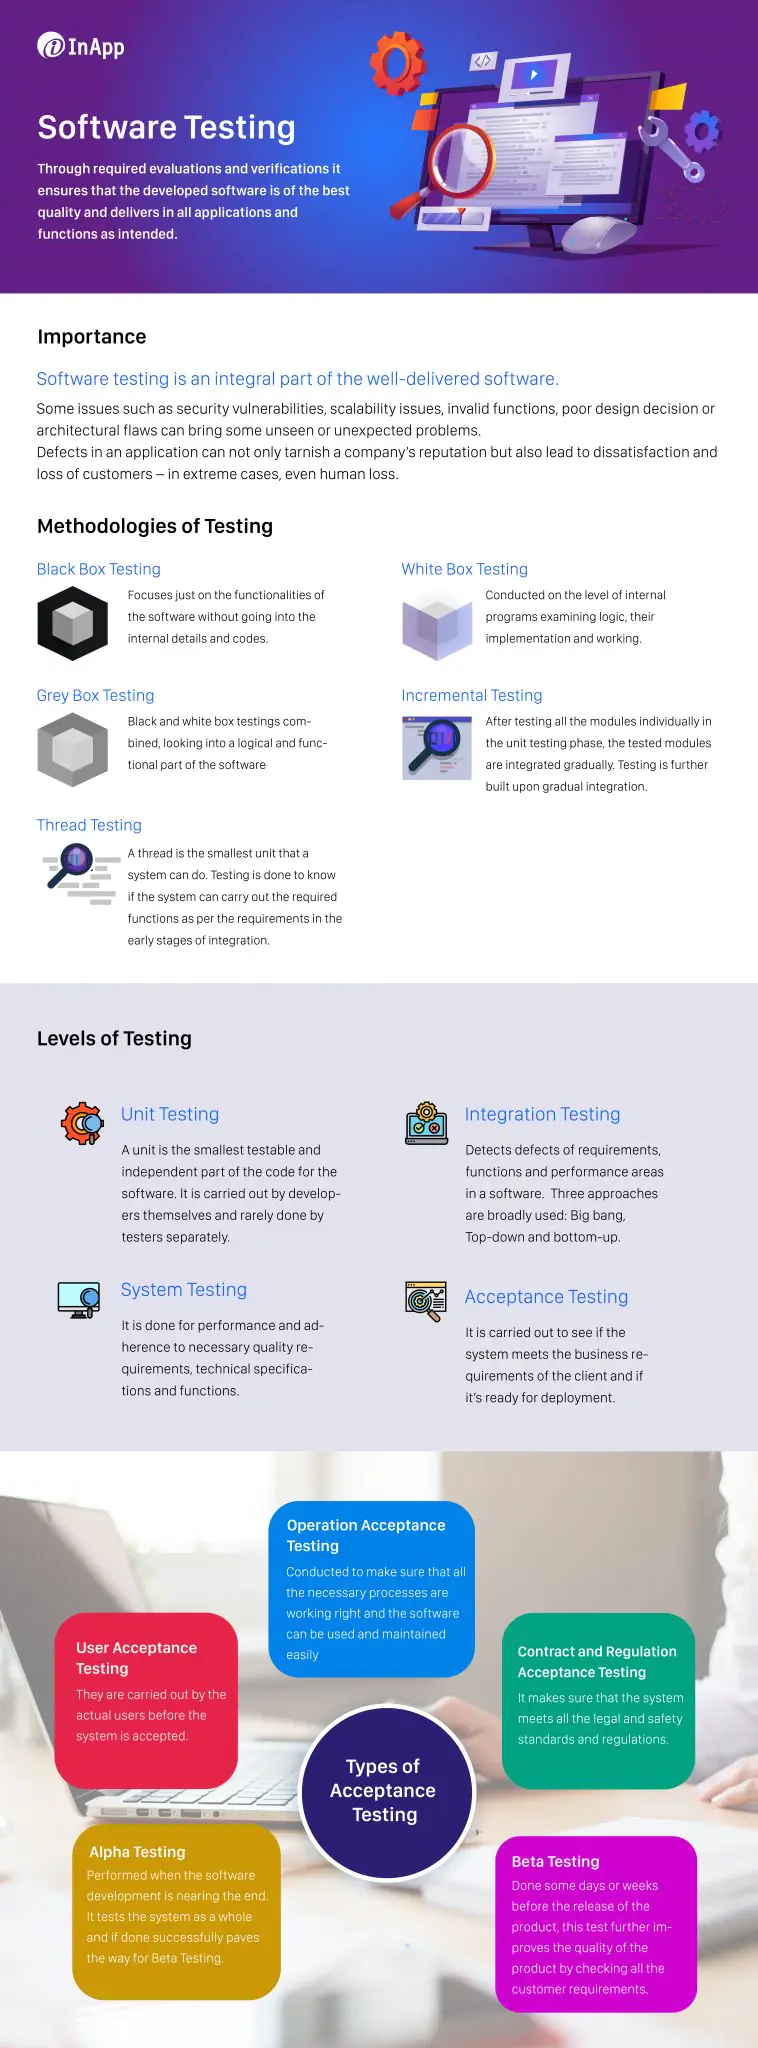 InApp
Software Testing
Through required evaluations and verifications it
ensures that the developed software is of the best
quality and delivers in all applications and
functions as intended.
Importance
Software testing is an integral part of the well-delivered software.
Some issues such as security vulnerabilities, scalability issues, invalid functions, poor design decision or
architectural flaws can bring some unseen or unexpected problems.
Defects in an application can not only tarnish a company's reputation but also lead to dissatisfaction and
loss of customers – in extreme cases, even human loss.
Methodologies of Testing
Black Box Testing
Focuses just on the functionalities of
the software without going into the
internal details and codes.
White Box Testing
Conducted on the level of internal
programs examining logic, their
implementation and working.
Grey Box Testing
Black and white box testings com-
bined, looking into a logical and func-
tional part of the software
Incremental Testing
After testing all the modules individually in
the unit testing phase, the tested modules
are integrated gradually. Testing is further
built upon gradual integration.
Thread Testing
A thread is the smallest unit that a
system can do. Testing is done to know
if the system can carry out the required
functions as per the requirements in the
early stages of integration.
Levels of Testing
Unit Testing
A unit is the smallest testable and
independent part of the code for the
software. It is carried out by develop-
ers themselves and rarely done by
testers separately.
Integration Testing
Detects defects of requirements,
functions and performance areas
in a software. Three approaches
are broadly used: Big bang,
Top-down and bottom-up.
System Testing
It is done for performance and ad-
herence to necessary quality re-
quirements, technical specifica-
tions and functions.
Acceptance Testing
It is carried out to see if the
system meets the business re-
quirements of the client and if
it's ready for deployment.
Operation Acceptance
Testing
Conducted to make sure that all
the necessary processes are
working right and the software
can be used and maintained
easily
User Acceptance
Testing
They are carried out by the
actual users before the
system is accepted.
Contract and Regulation
Acceptance Testing
It makes sure that the system
meets all the legal and safety
standards and regulations.
Types of
Acceptance
Testing
Alpha Testing
Performed when the software
development is nearing the end.
It tests the system as a whole
and if done successfully paves
the way for Beta Testing.
Beta Testing
Done some days or weeks
before the release of the
product, this test further im-
proves the quality of the
product by checking all the
customer requirements.